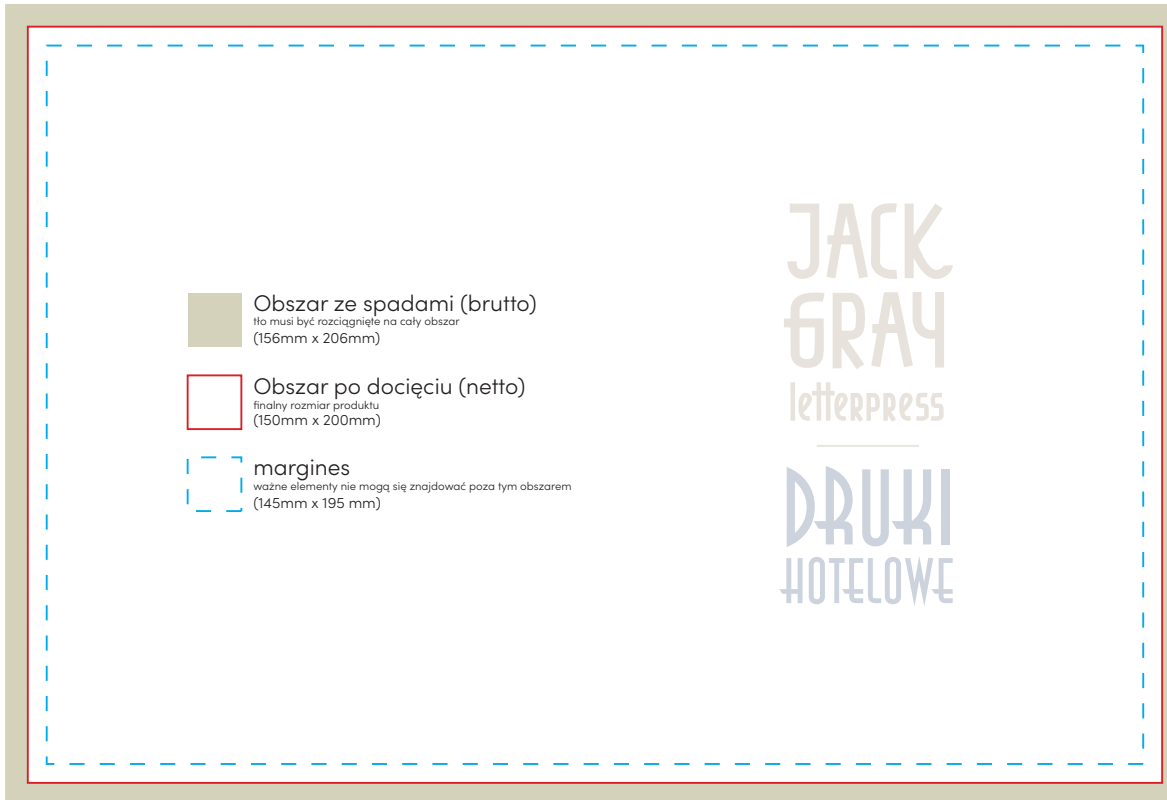 Obszar ze spadami (brutto)
tło musi być rozciągnięte na cały obszar
(156mm x 206mm)
Obszar po docięciu (netto)
finalny rozmiar produktu
(150mm x 200mm)
margines
ważne elementy nie mogą się znajdować poza tym obszarem
(145mm x 195 mm)
JACK
GRAY
letterpress
DRUKI
HOTELOWE